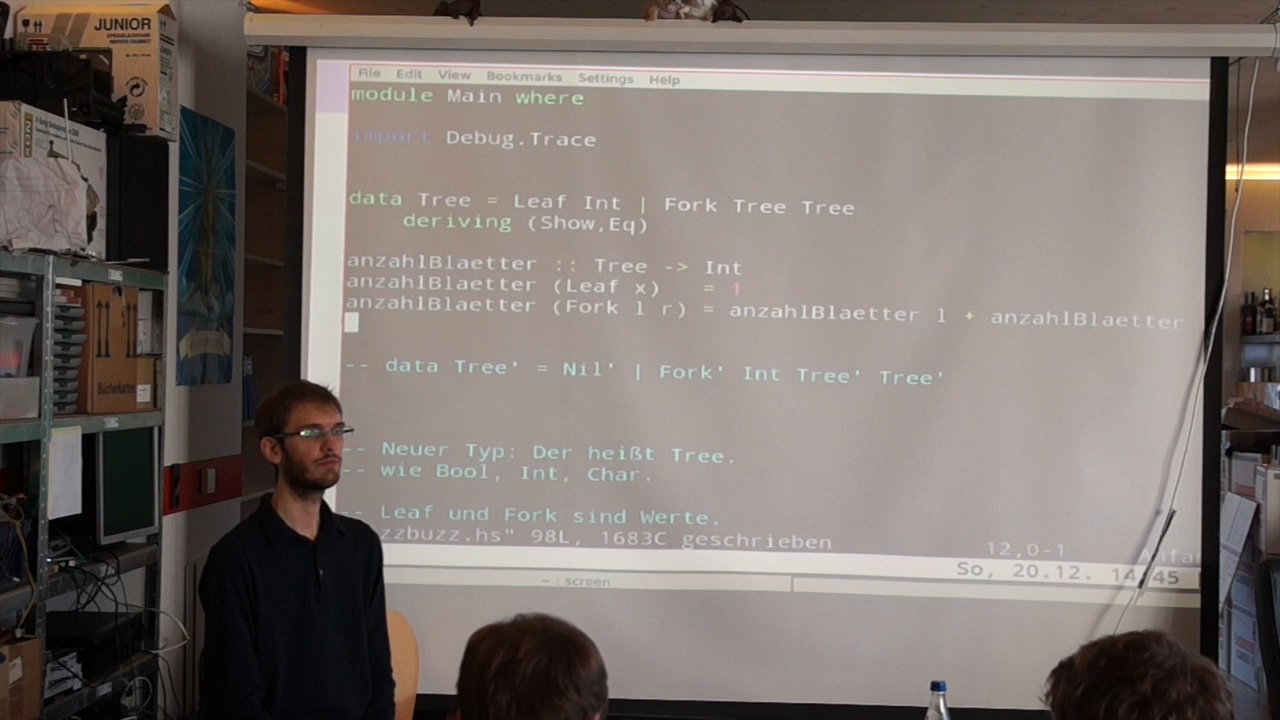 JUNIOR
File Edit View Bookmarks Settings Help
module Main where
import Debug.Trace
data Tree = Leaf Int | Fork Tree Tree
deriving (Show,Eq)
anzahlBlaetter :: Tree -> Int
anzahlBlaetter (Leaf x) = 1
anzahlBlaetter (Fork l r) = anzahlBlaetter l + anzahlBlaetter
-- data Tree' = Nil' | Fork' Int Tree' Tree'
-- Neuer Typ: Der heißt Tree.
-- wie Bool, Int, Char.
-- Leaf und Fork sind Werte.
zzbuzz.hs" 98L, 1683C geschrieben 12,0-1 Anfa
So, 20.12. 14:45
~ : screen